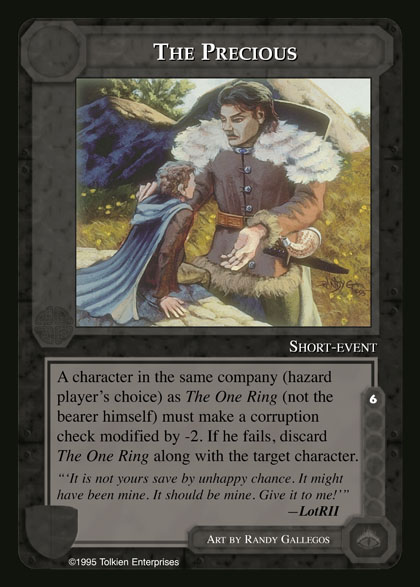 THE PRECIOUS
RANDY G
SHORT-EVENT
A character in the same company (hazard
player's choice) as The One Ring (not the
bearer himself) must make a corruption
check modified by -2. If he fails, discard
The One Ring along with the target character.
6
“‘It is not yours save by unhappy chance. It might
have been mine. It should be mine. Give it to me!’”
—LotRII
ART BY RANDY GALLEGOS
©1995 Tolkien Enterprises